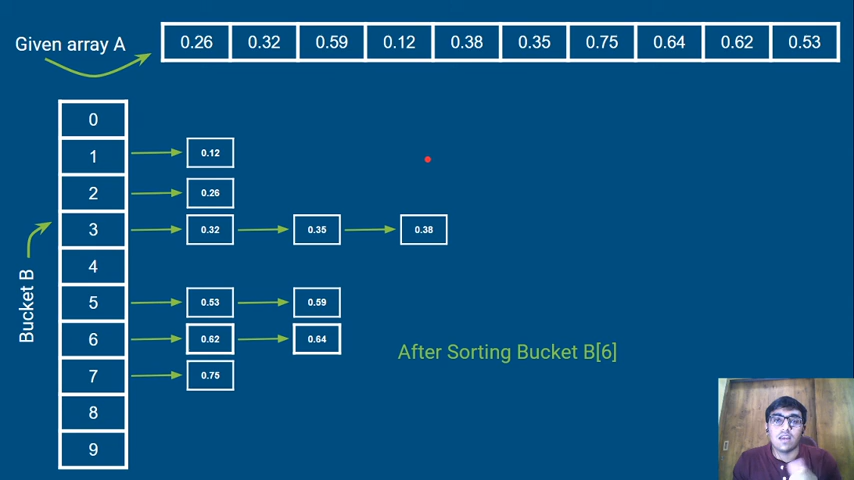 Given array A
0.26 0.32 0.59 0.12 0.38 0.35 0.75 0.64 0.62 0.53
0
1 0.12
2 0.26
3 0.32 0.35 0.38
4
5 0.53 0.59
6 0.62 0.64
7 0.75
8
9
Bucket B
After Sorting Bucket B[6]